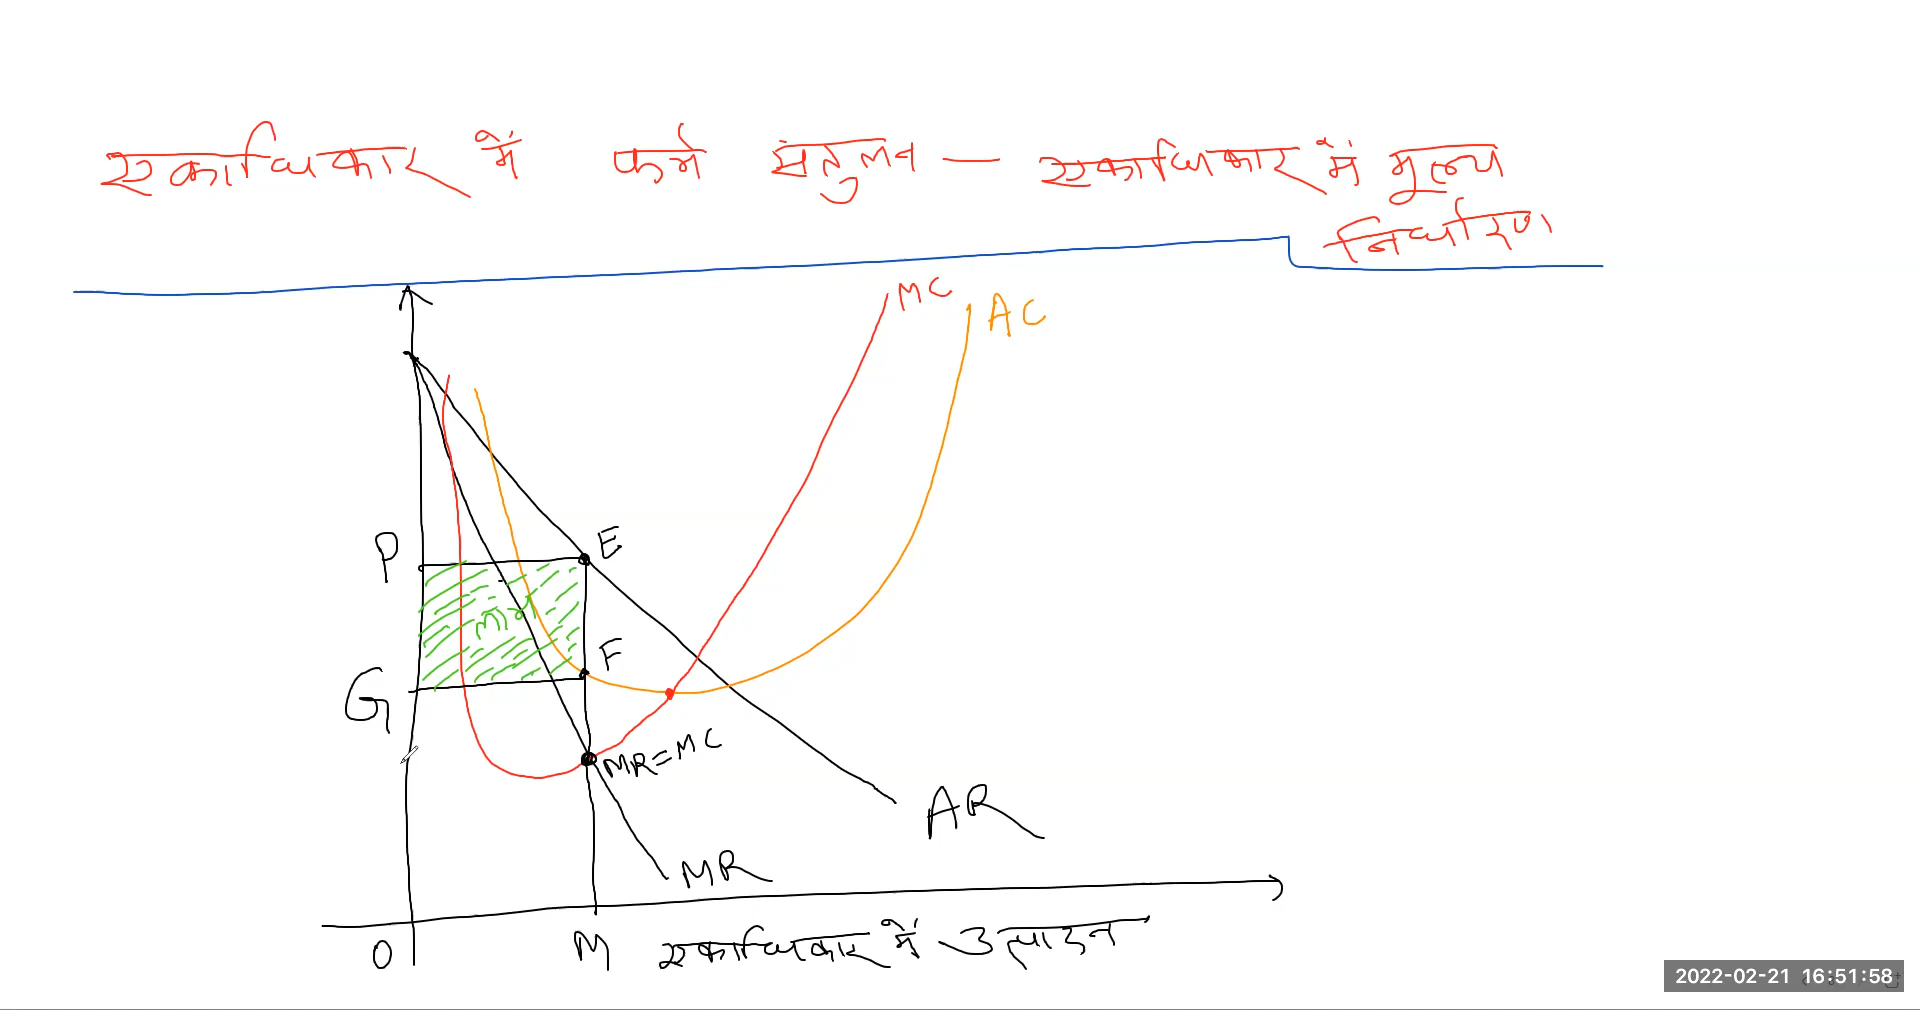 एकाधिकार में फर्म संतुलन — एकाधिकार में मूल्य
निर्धारण
MC
AC
P
E
लाभ
F
G
MR=MC
AR
MR
O
M
एकाधिकार में उत्पादन
2022-02-21 16:51:58